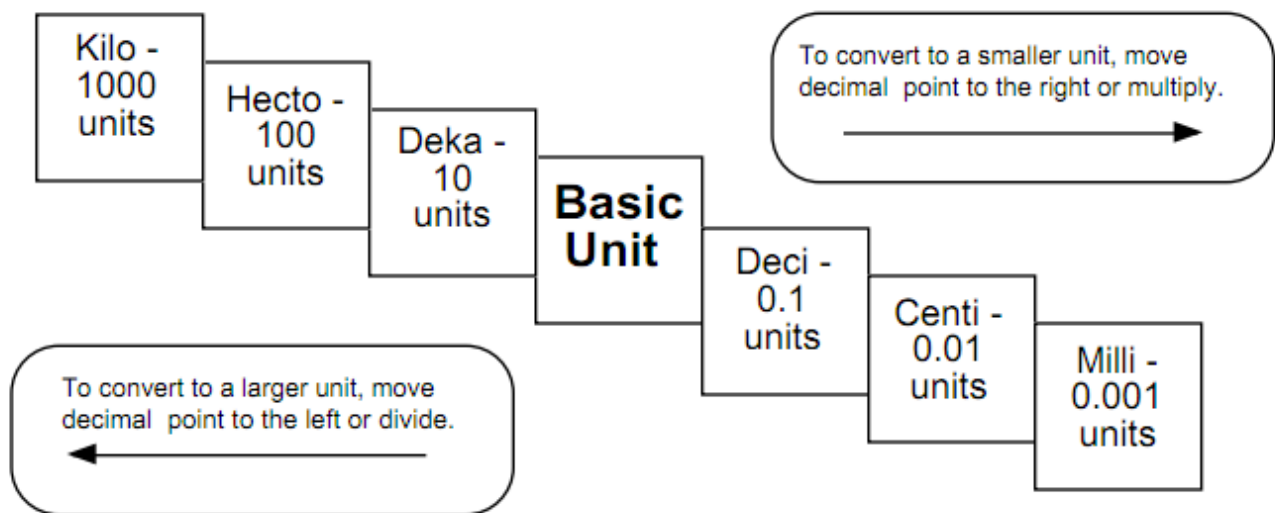 Kilo -
1000
units
Hecto -
100
units
Deka -
10
units
Basic
Unit
Deci -
0.1
units
Centi -
0.01
units
Milli -
0.001
units
To convert to a smaller unit, move
decimal point to the right or multiply.
To convert to a larger unit, move
decimal point to the left or divide.